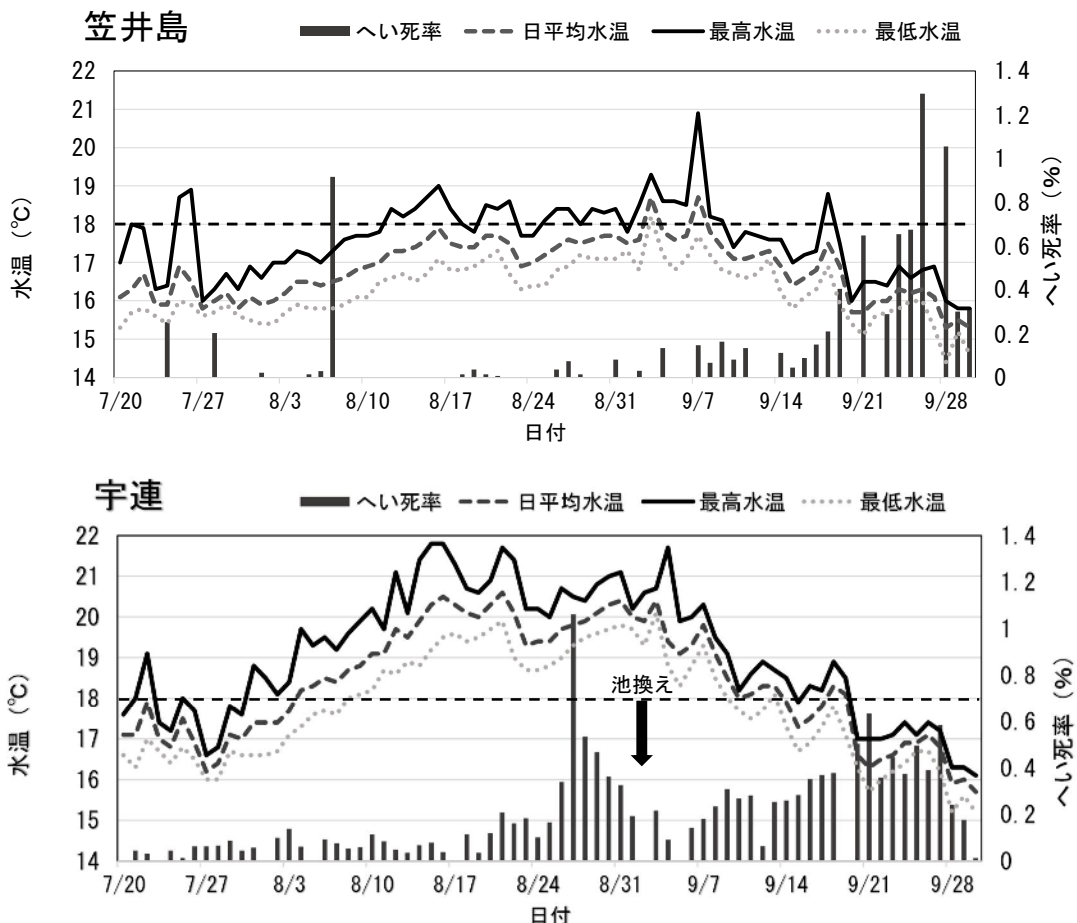 笠井島
へい死率 日平均水温 最高水温 最低水温
水温 (℃)
22
21
20
19
18
17
16
15
14
1.4
1.2
1
0.8
0.6
0.4
0.2
0
へい死率 (%)
7/20 7/27 8/3 8/10 8/17 8/24 8/31 9/7 9/14 9/21 9/28
日付
宇連
へい死率 日平均水温 最高水温 最低水温
水温 (℃)
22
21
20
19
18
17
16
15
14
池換え
1.4
1.2
1
0.8
0.6
0.4
0.2
0
へい死率 (%)
7/20 7/27 8/3 8/10 8/17 8/24 8/31 9/7 9/14 9/21 9/28
日付